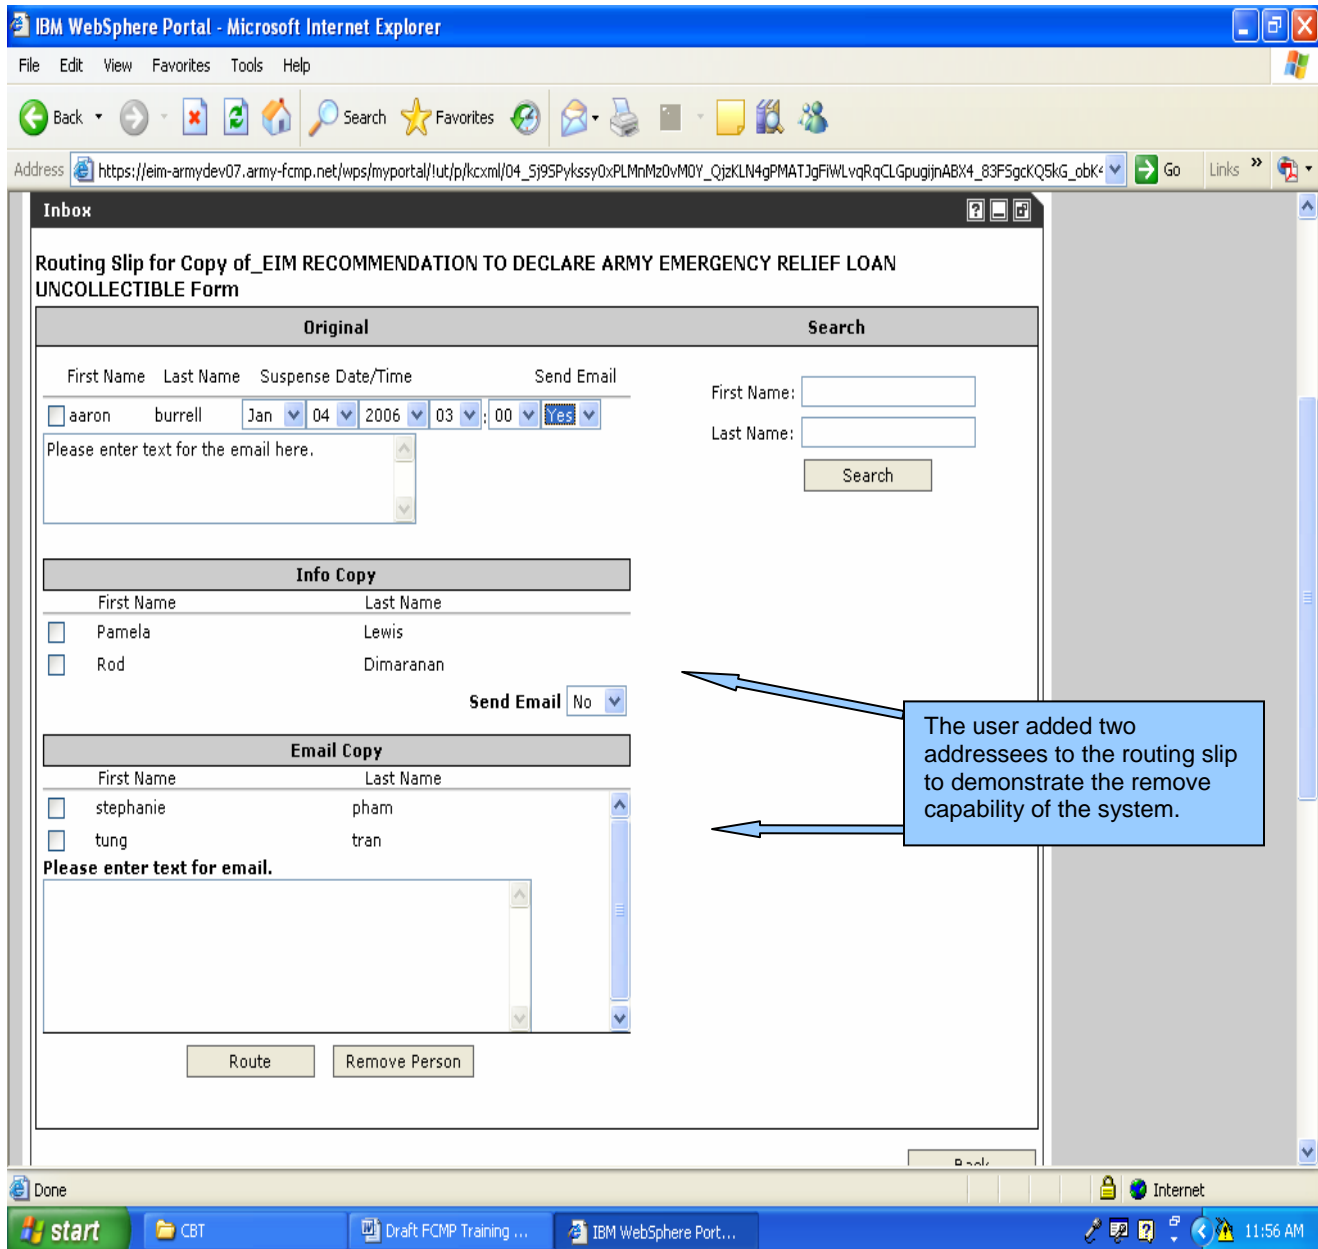 IBM WebSphere Portal - Microsoft Internet Explorer
File Edit View Favorites Tools Help
Back Search Favorites
Address https://eim-armydev07.army-fcmp.net/wps/myportal/!ut/p/kcxml/04_Sj9SPykssy0xPLMnMz0vM0Y_QjzKLN4gPMATJgFiWLvqRqCLGpugijnABX4_83FSgcKQ5kG_obK4 Go Links »
Inbox
Routing Slip for Copy of_EIM RECOMMENDATION TO DECLARE ARMY EMERGENCY RELIEF LOAN
UNCOLLECTIBLE Form
Original Search
First Name Last Name Suspense Date/Time Send Email
First Name:
aaron burrell Jan 04 2006 03 : 00 Yes
Last Name:
Please enter text for the email here.
Search
Info Copy
First Name Last Name
Pamela Lewis
Rod Dimaranan
Send Email No
The user added two
addressees to the routing slip
to demonstrate the remove
capability of the system.
Email Copy
First Name Last Name
stephanie pham
tung tran
Please enter text for email.
Route Remove Person
Back
Done Internet
start CBT Draft FCMP Training ... IBM WebSphere Port... 11:56 AM